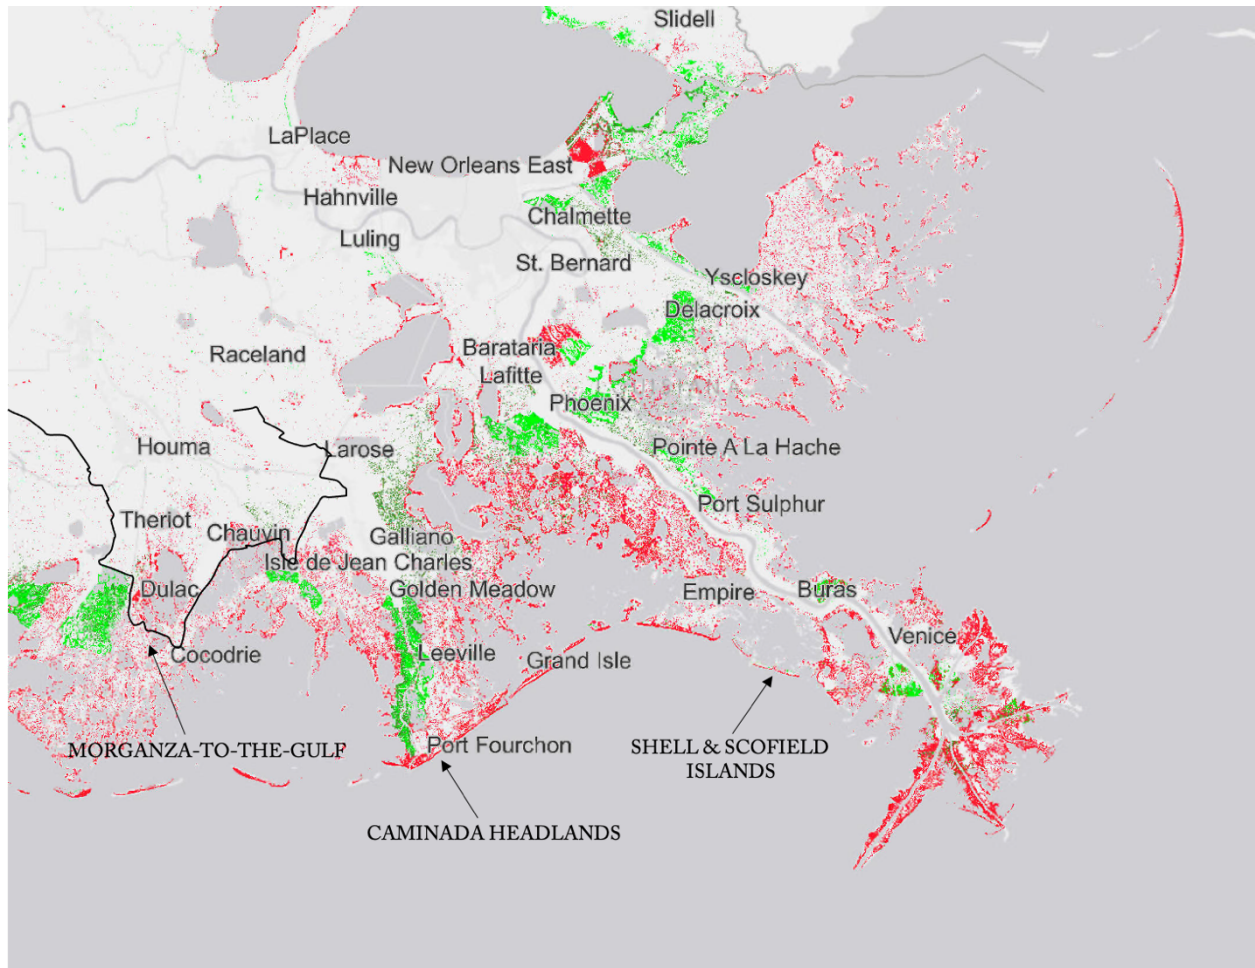 Slidell
LaPlace
New Orleans East
Hahnville
Chalmette
Luling
St. Bernard
Yscloskey
Delacroix
Raceland
Barataria
Lafitte
Phoenix
Houma
Larose
Pointe A La Hache
Port Sulphur
Theriot
Chauvin
Galliano
Isle de Jean Charles
Dulac
Golden Meadow
Empire
Buras
Venice
Cocodrie
Leeville
Grand Isle
MORGANZA-TO-THE-GULF
Port Fourchon
SHELL & SCOFIELD
ISLANDS
CAMINADA HEADLANDS